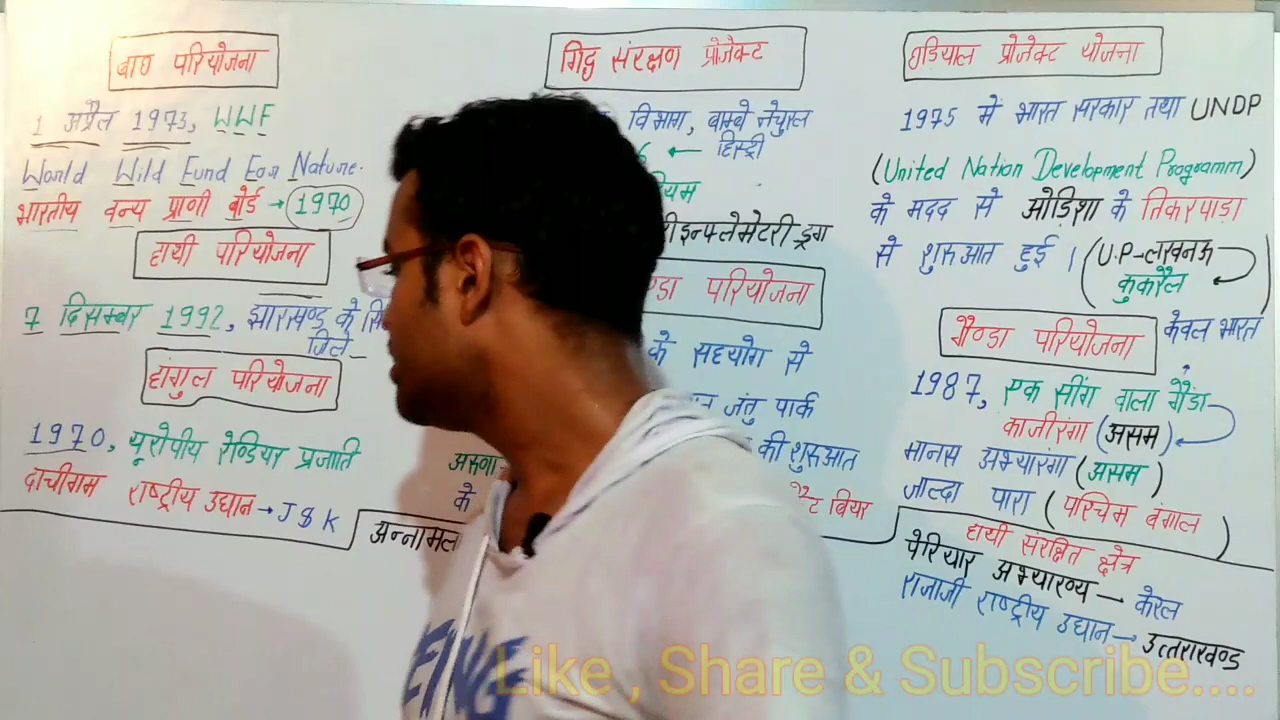 बाघ परियोजना
1 अप्रैल 1973, WWF
World Wild Fund For Nature.
भारतीय वन्य प्राणी बोर्ड → 1970
हाथी परियोजना
7 दिसम्बर 1992, झारखण्ड के
जिले
हांगुल परियोजना
1970, यूरोपीय रेण्डियर प्रजाति
दाचीगाम राष्ट्रीय उद्यान → J & K
गिद्ध संरक्षण प्रोजेक्ट
विभाग, बाम्बे नेचुरल
← हिस्ट्री
इन्फ्लेमेटरी ड्रग
परियोजना
के सहयोग से
जंतु पार्क
की शुरुआत
के
अन्नामल
घड़ियाल प्रोजेक्ट योजना
1975 में भारत सरकार तथा UNDP
(United Nation Development Programm)
के मदद से ओडिशा के तिकरपाड़ा
से शुरुआत हुई । (U.P-लखनऊ
कुकरैल)
गैण्डा परियोजना
केवल भारत
1987, एक सींग वाला गैंडा
काजीरंगा (असम)
मानस अभ्यारंगा (असम)
जाल्दा पारा (पश्चिम बंगाल)
हाथी संरक्षित क्षेत्र
पेरियार अभ्यारण्य → केरल
राजाजी राष्ट्रीय उद्यान → उत्तराखण्ड
Like , Share & Subscribe....